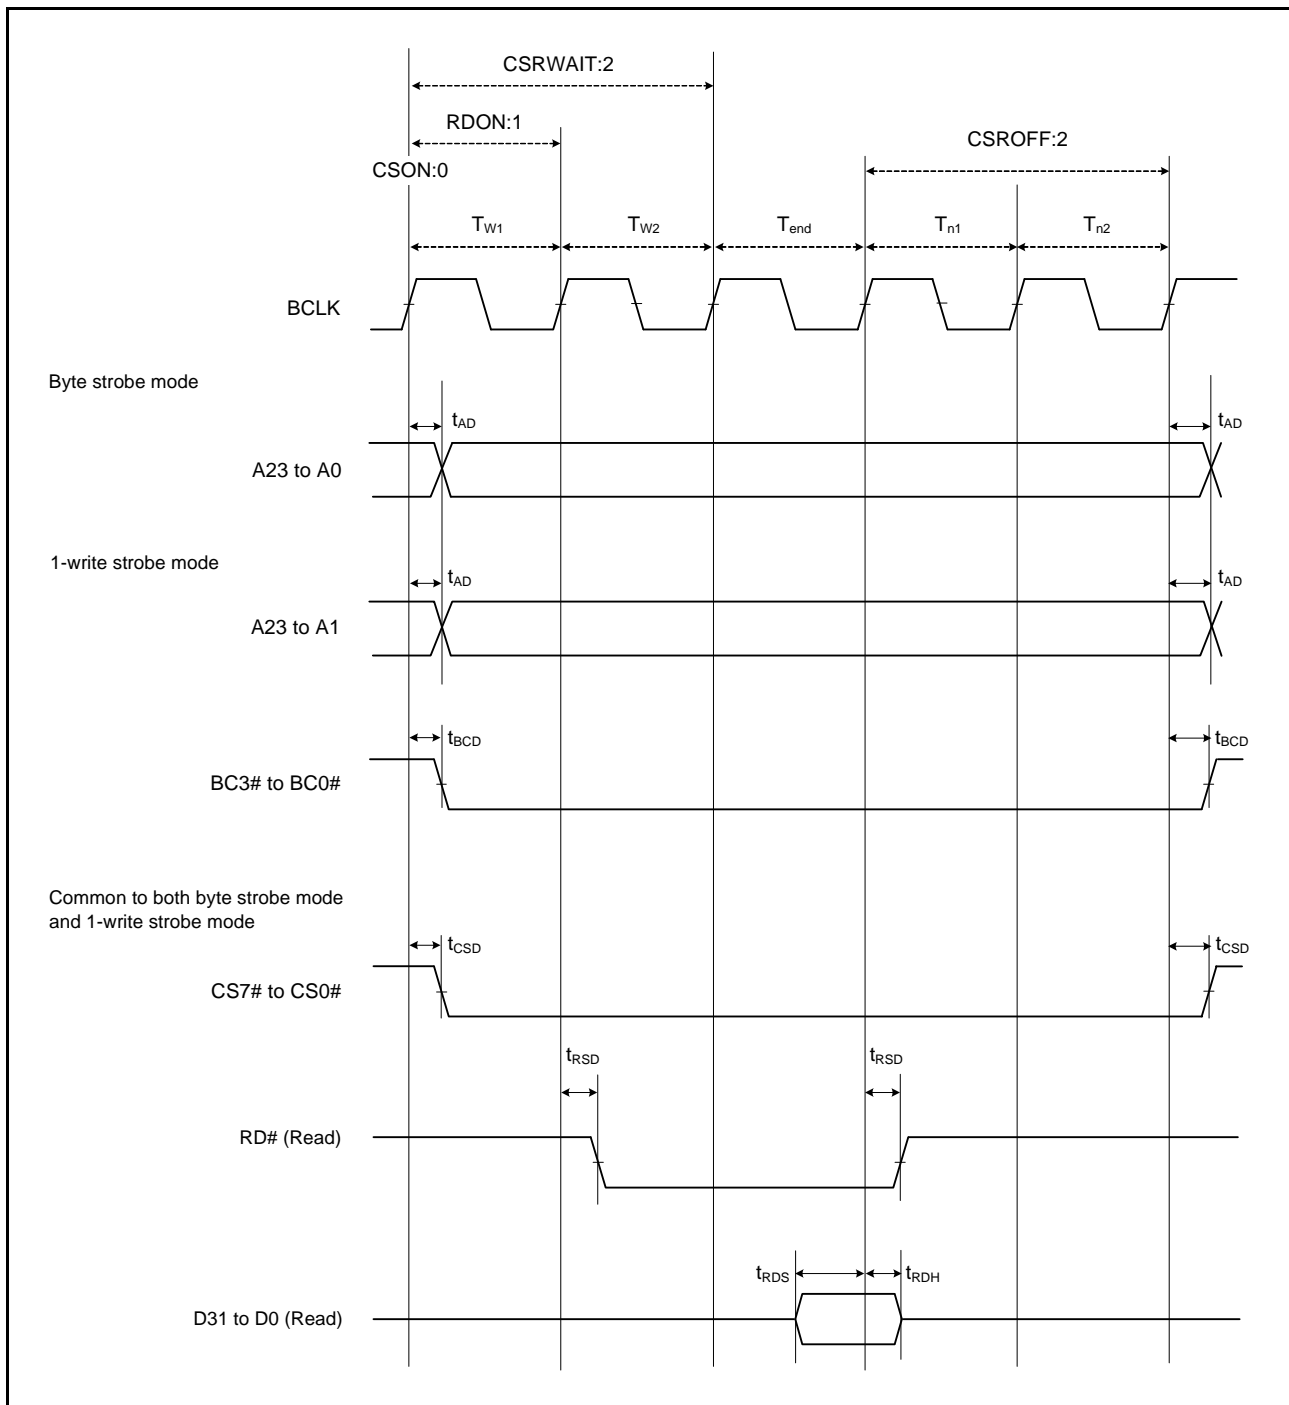 CSRWAIT:2
RDON:1
CSROFF:2
CSON:0
TW1 TW2 Tend Tn1 Tn2
BCLK
Byte strobe mode
tAD tAD
A23 to A0
1-write strobe mode
tAD tAD
A23 to A1
tBCD tBCD
BC3# to BC0#
Common to both byte strobe mode
and 1-write strobe mode
tCSD tCSD
CS7# to CS0#
tRSD tRSD
RD# (Read)
tRDS tRDH
D31 to D0 (Read)